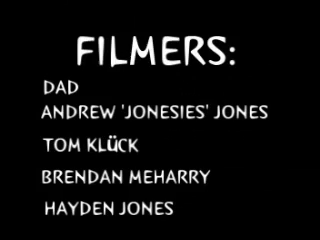 FILMERS:
DAD
ANDREW 'JONESIES' JONES
TOM KLÜCK
BRENDAN MEHARRY
HAYDEN JONES